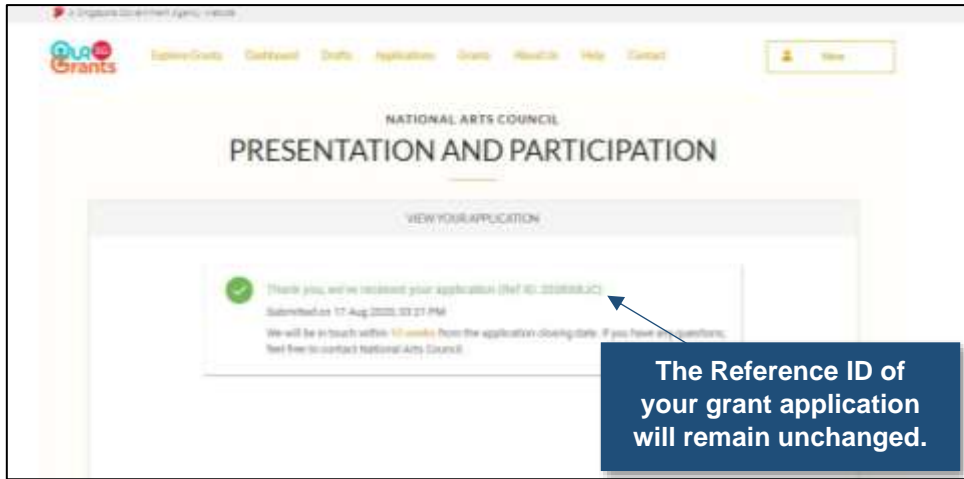 A Singapore Government Agency Website
OUR SG
Grants
Explore Grants Dashboard Drafts Applications Grants About Us Help Contact
NATIONAL ARTS COUNCIL
PRESENTATION AND PARTICIPATION
VIEW YOUR APPLICATION
Thank you, we've received your application (Ref ID:
Submitted on 17 Aug 2020, 03:21 PM
We will be in touch within 10 weeks from the application closing date. If you have any questions,
feel free to contact National Arts Council.
The Reference ID of
your grant application
will remain unchanged.